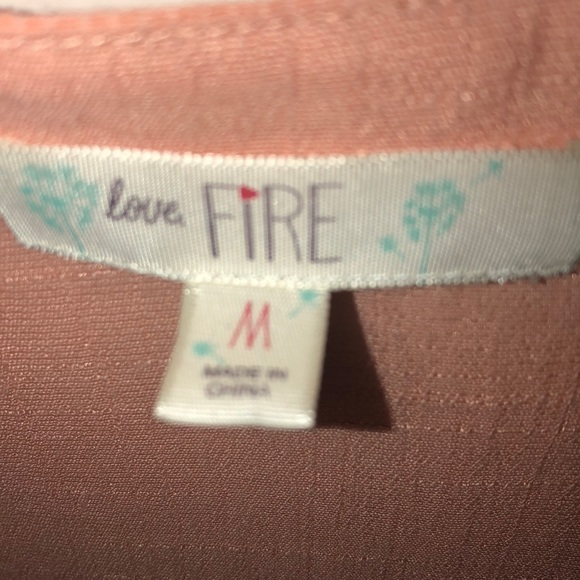 love, FiRE
M
MADE IN
CHINA